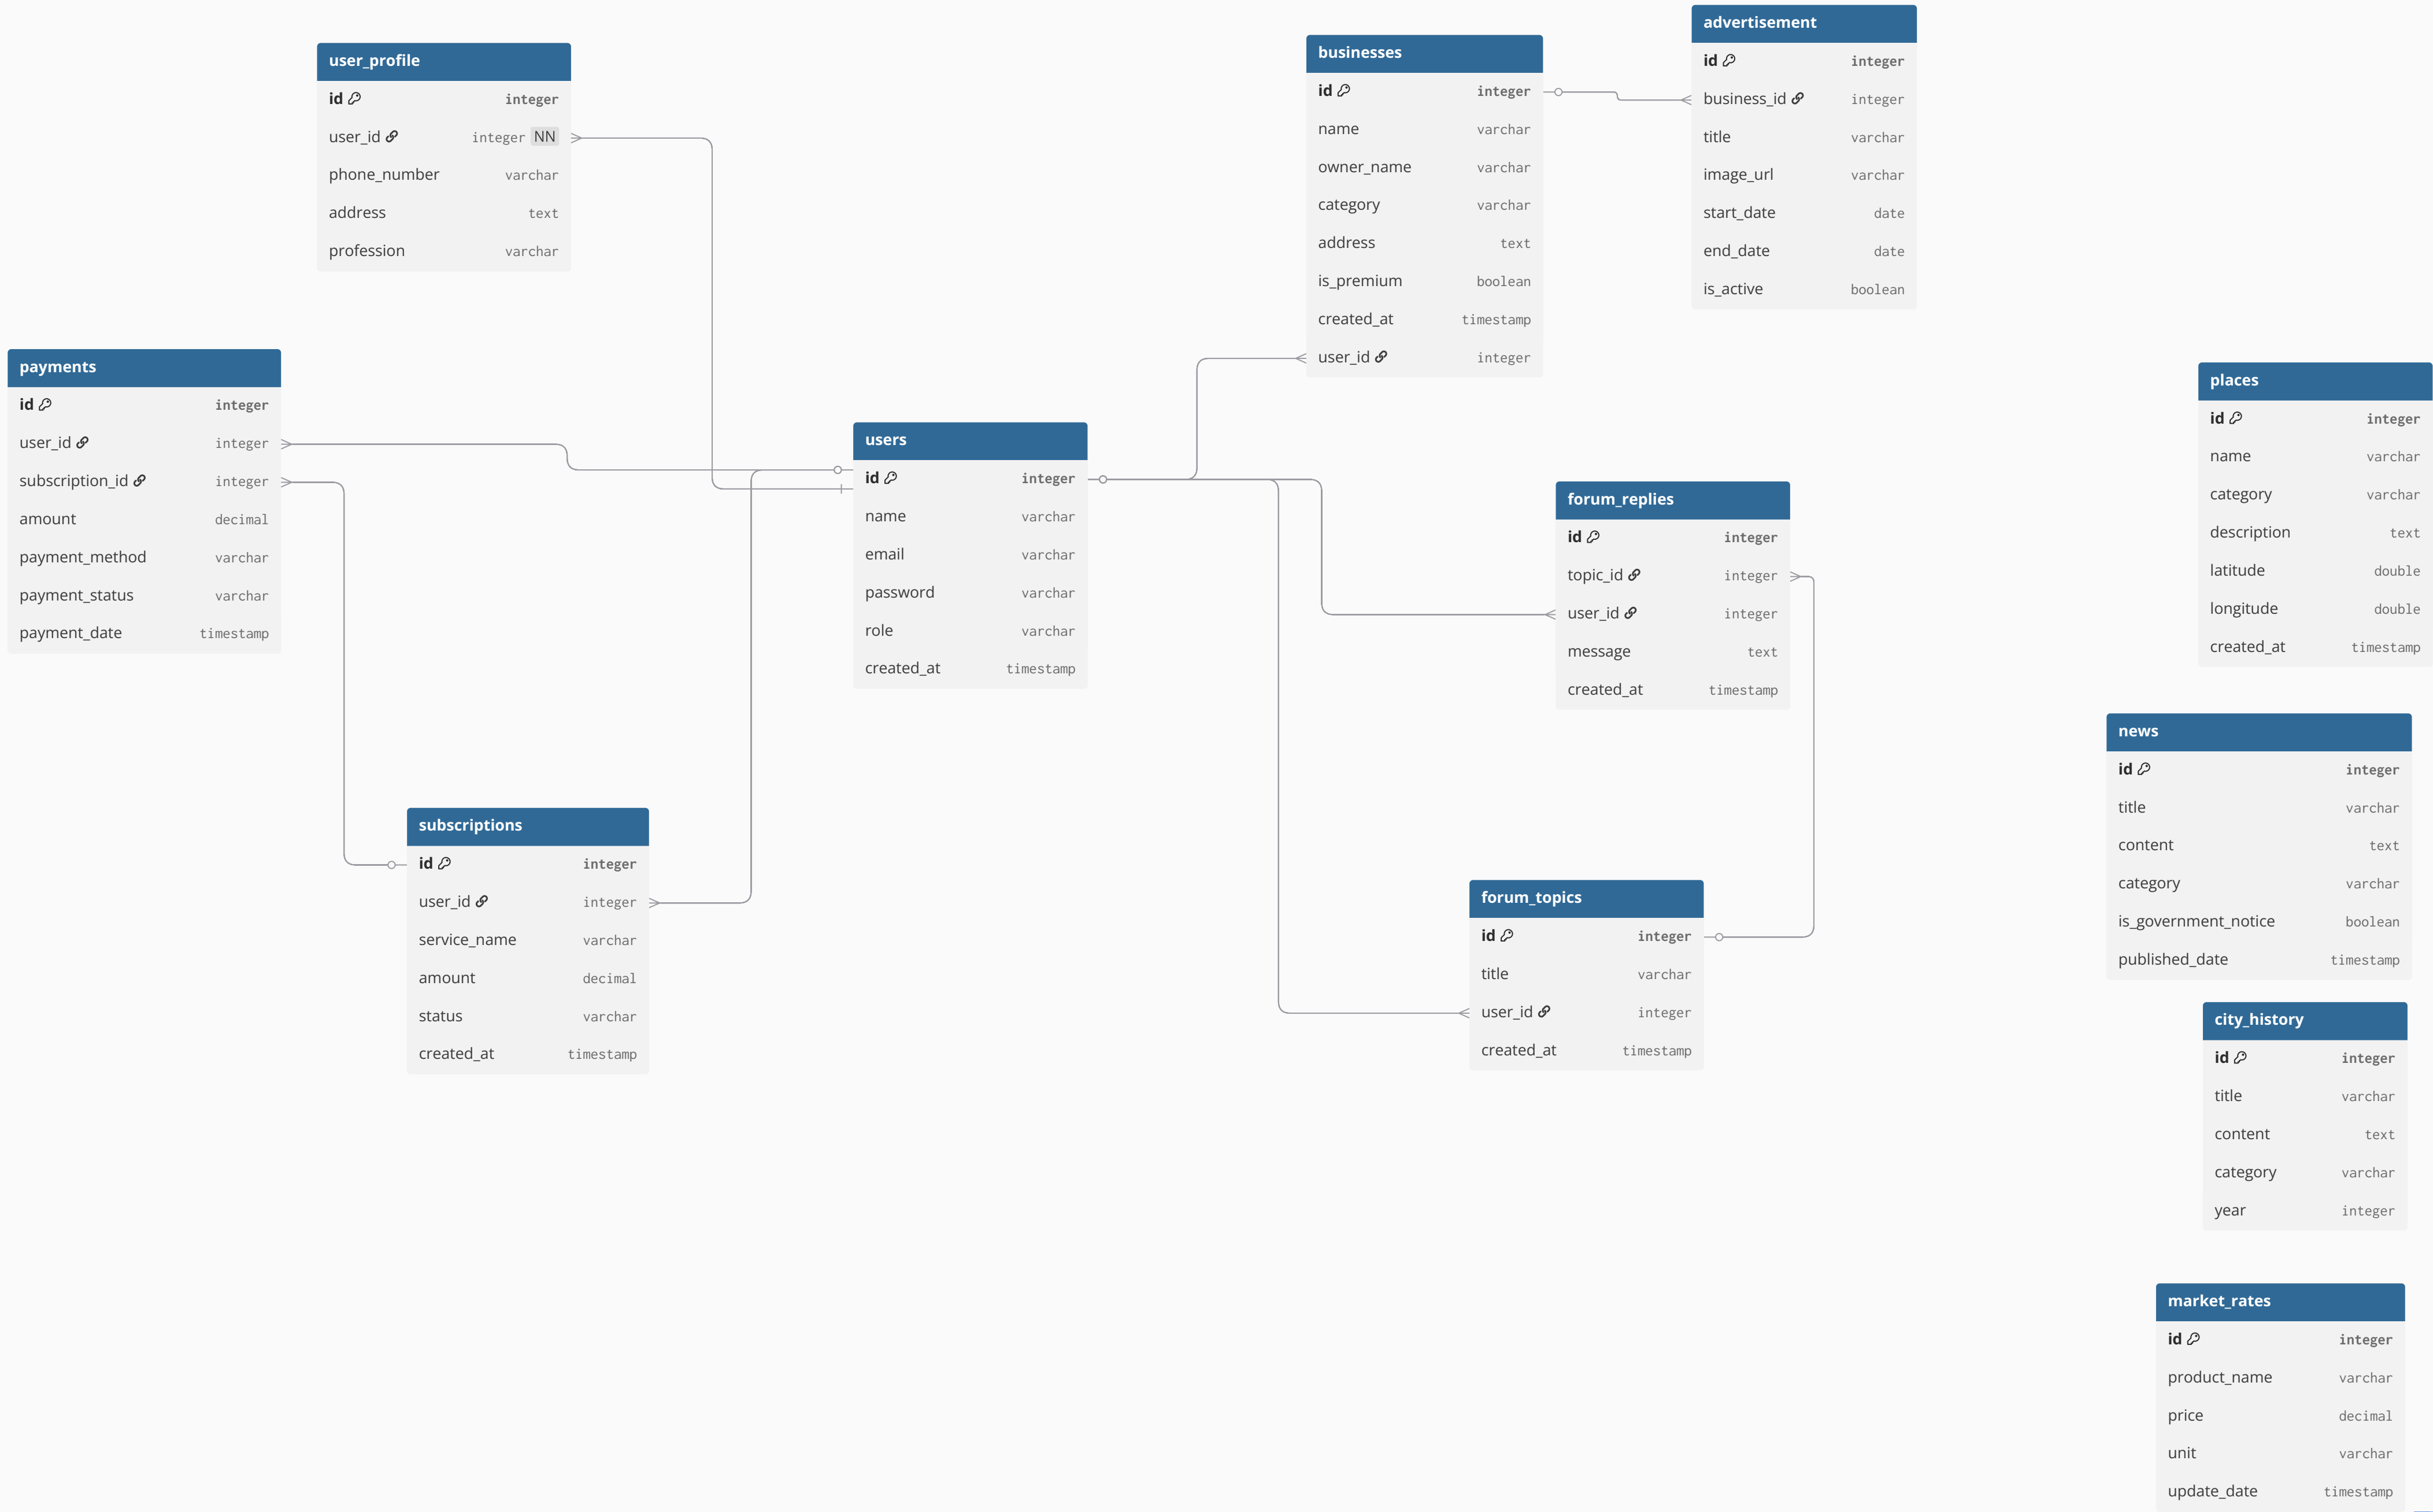 user_profile
id integer
user_id integer NN
phone_number varchar
address text
profession varchar
businesses
id integer
name varchar
owner_name varchar
category varchar
address text
is_premium boolean
created_at timestamp
user_id integer
advertisement
id integer
business_id integer
title varchar
image_url varchar
start_date date
end_date date
is_active boolean
payments
id integer
user_id integer
subscription_id integer
amount decimal
payment_method varchar
payment_status varchar
payment_date timestamp
users
id integer
name varchar
email varchar
password varchar
role varchar
created_at timestamp
places
id integer
name varchar
category varchar
description text
latitude double
longitude double
created_at timestamp
forum_replies
id integer
topic_id integer
user_id integer
message text
created_at timestamp
news
id integer
title varchar
content text
category varchar
is_government_notice boolean
published_date timestamp
subscriptions
id integer
user_id integer
service_name varchar
amount decimal
status varchar
created_at timestamp
forum_topics
id integer
title varchar
user_id integer
created_at timestamp
city_history
id integer
title varchar
content text
category varchar
year integer
market_rates
id integer
product_name varchar
price decimal
unit varchar
update_date timestamp